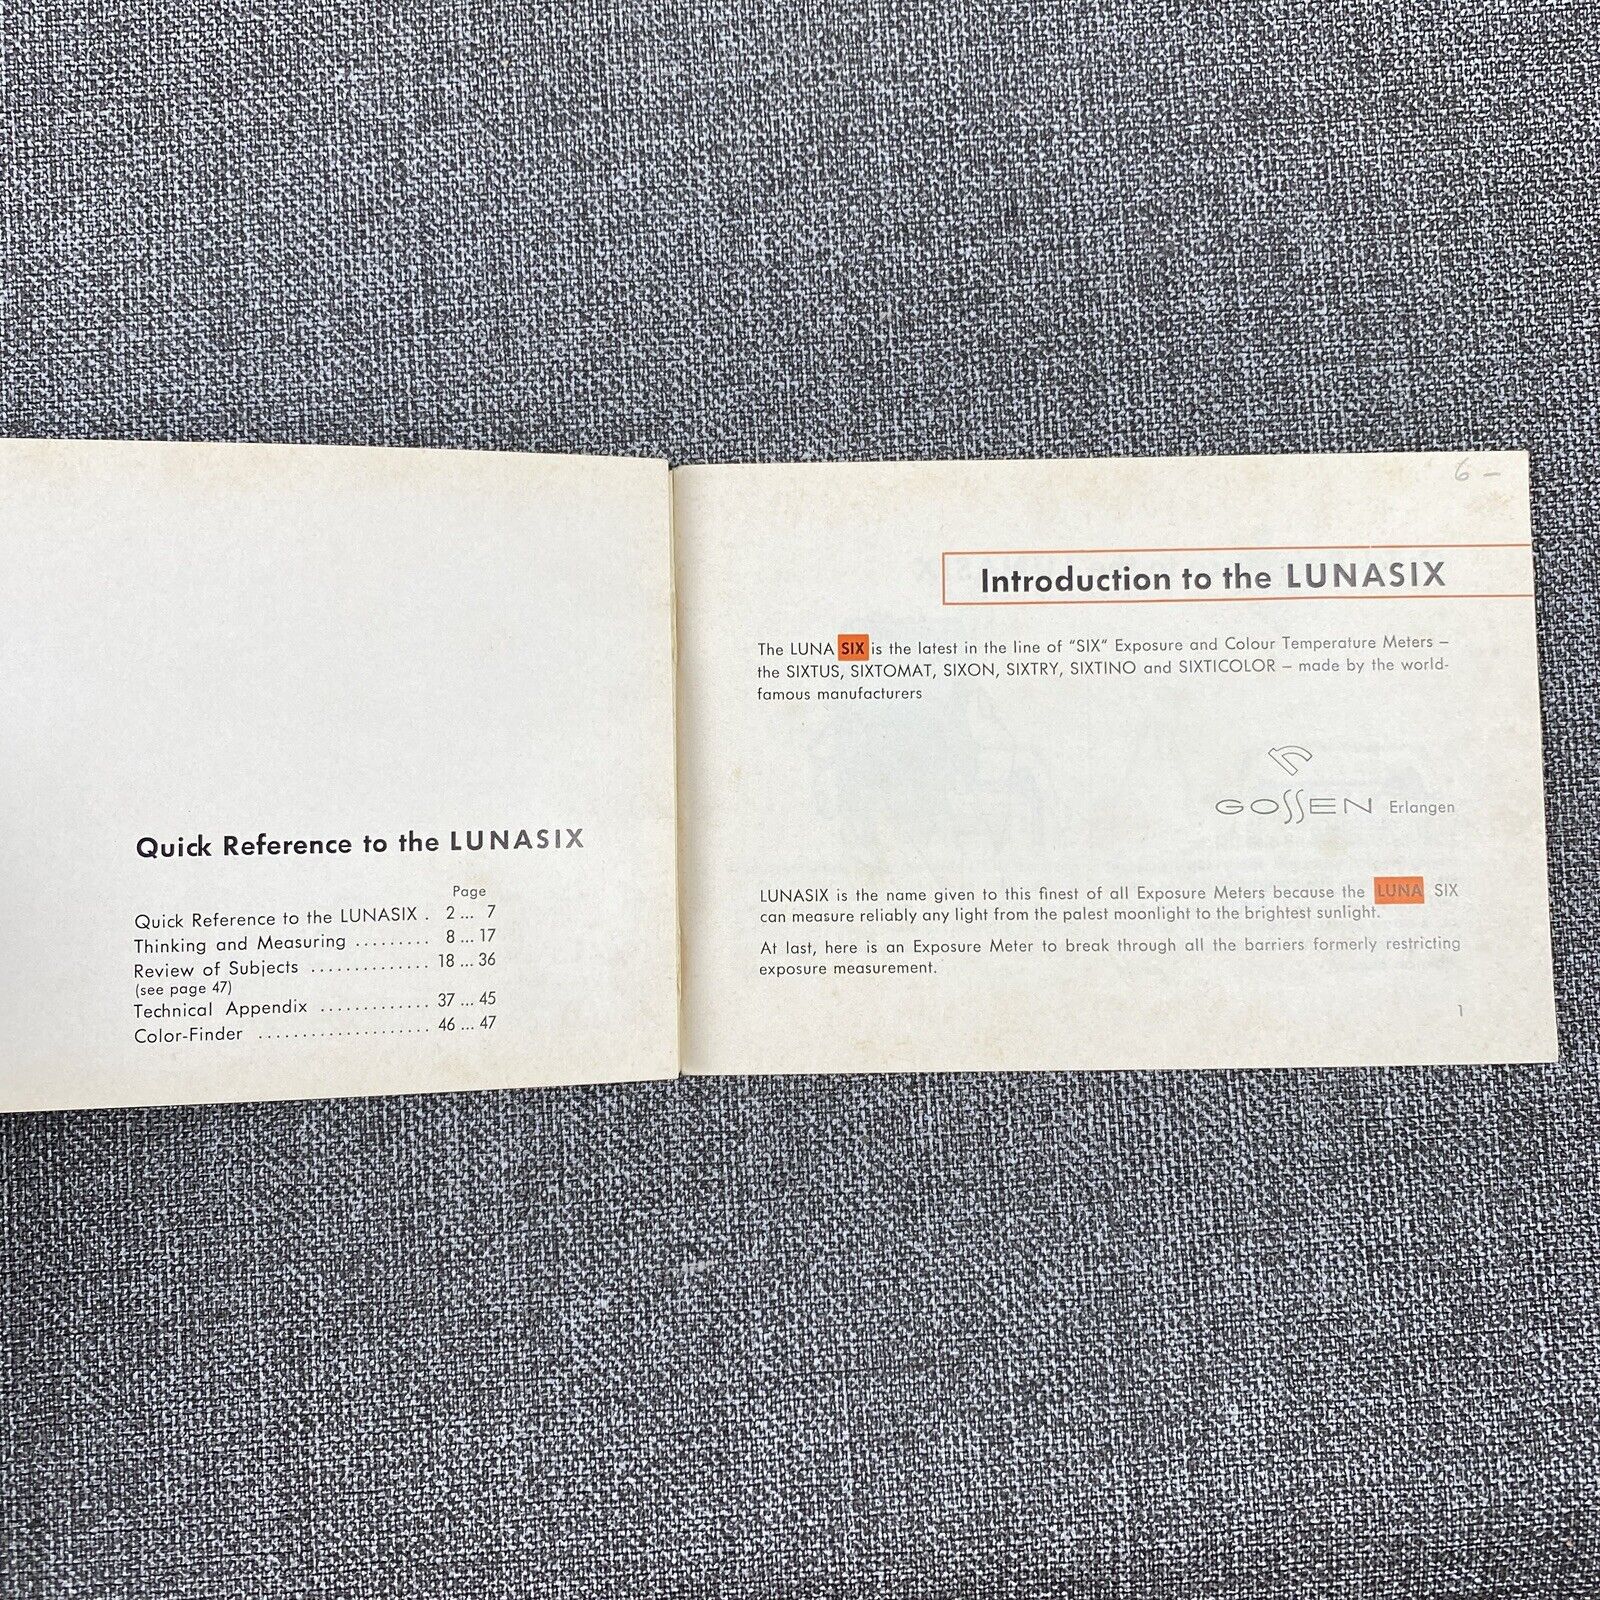 Quick Reference to the LUNASIX
Page
Quick Reference to the LUNASIX . 2 ... 7
Thinking and Measuring ......... 8 ... 17
Review of Subjects .............. 18 ... 36
(see page 47)
Technical Appendix ............. 37 ... 45
Color-Finder .................... 46 ... 47
6 –
Introduction to the LUNASIX
The LUNA SIX is the latest in the line of "SIX" Exposure and Colour Temperature Meters –
the SIXTUS, SIXTOMAT, SIXON, SIXTRY, SIXTINO and SIXTICOLOR – made by the world-
famous manufacturers
GOSSEN Erlangen
LUNASIX is the name given to this finest of all Exposure Meters because the LUNA SIX
can measure reliably any light from the palest moonlight to the brightest sunlight.
At last, here is an Exposure Meter to break through all the barriers formerly restricting
exposure measurement.
1